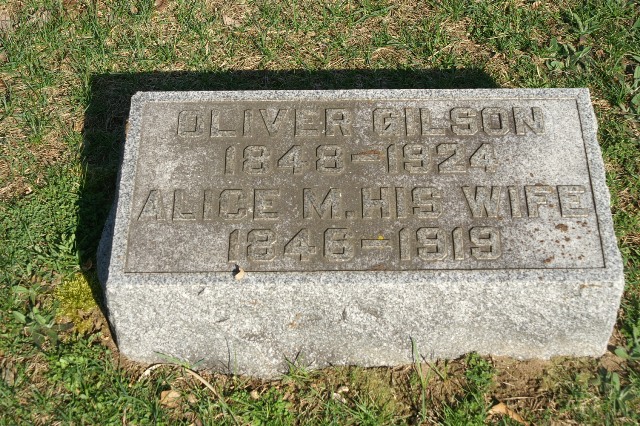 OLIVER GILSON
1848-1924
ALICE M. HIS WIFE
1846-1919